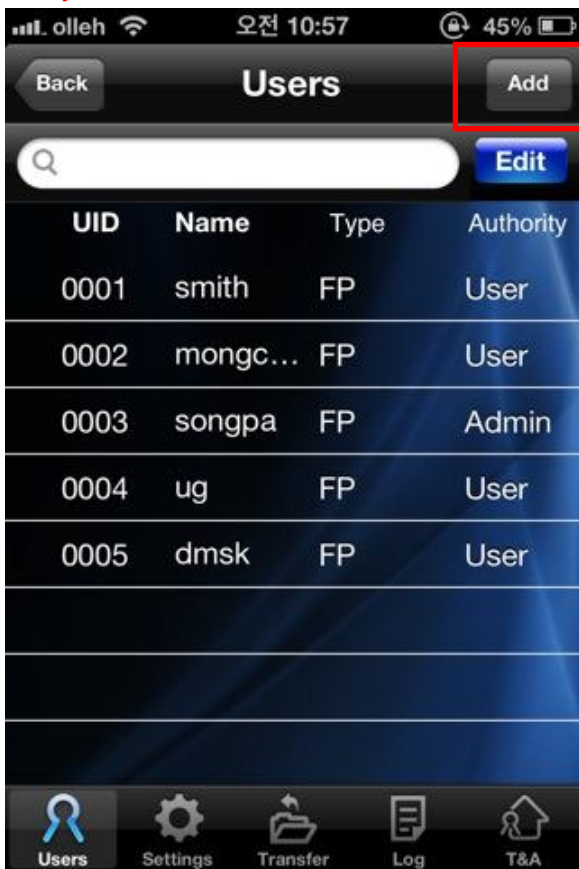 olleh 오전 10:57 45%
Back Users Add
Edit
UID Name Type Authority
0001 smith FP User
0002 mongc... FP User
0003 songpa FP Admin
0004 ug FP User
0005 dmsk FP User
Users Settings Transfer Log T&A